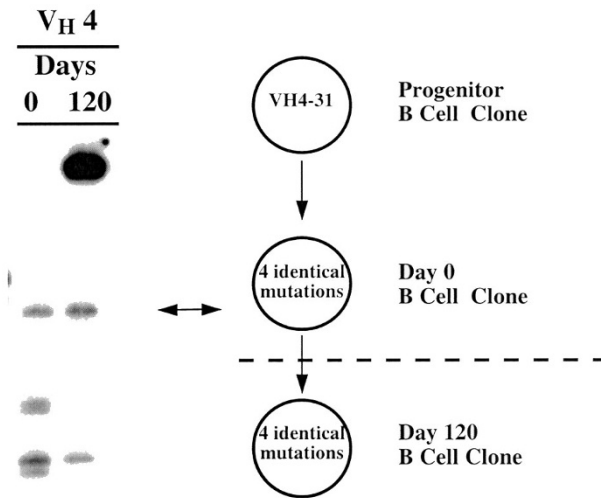 VH 4
Days
0 120
VH4-31
Progenitor
B Cell Clone
4 identical
mutations
Day 0
B Cell Clone
4 identical
mutations
Day 120
B Cell Clone